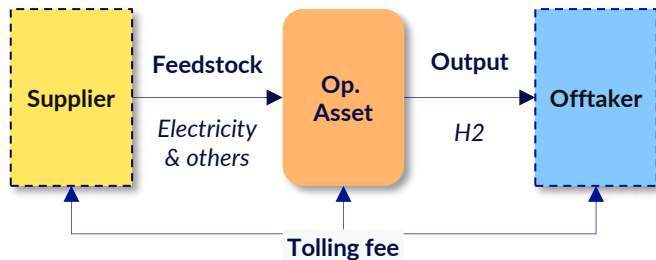 Supplier
Feedstock
Electricity
& others
Op.
Asset
Output
H2
Offtaker
Tolling fee